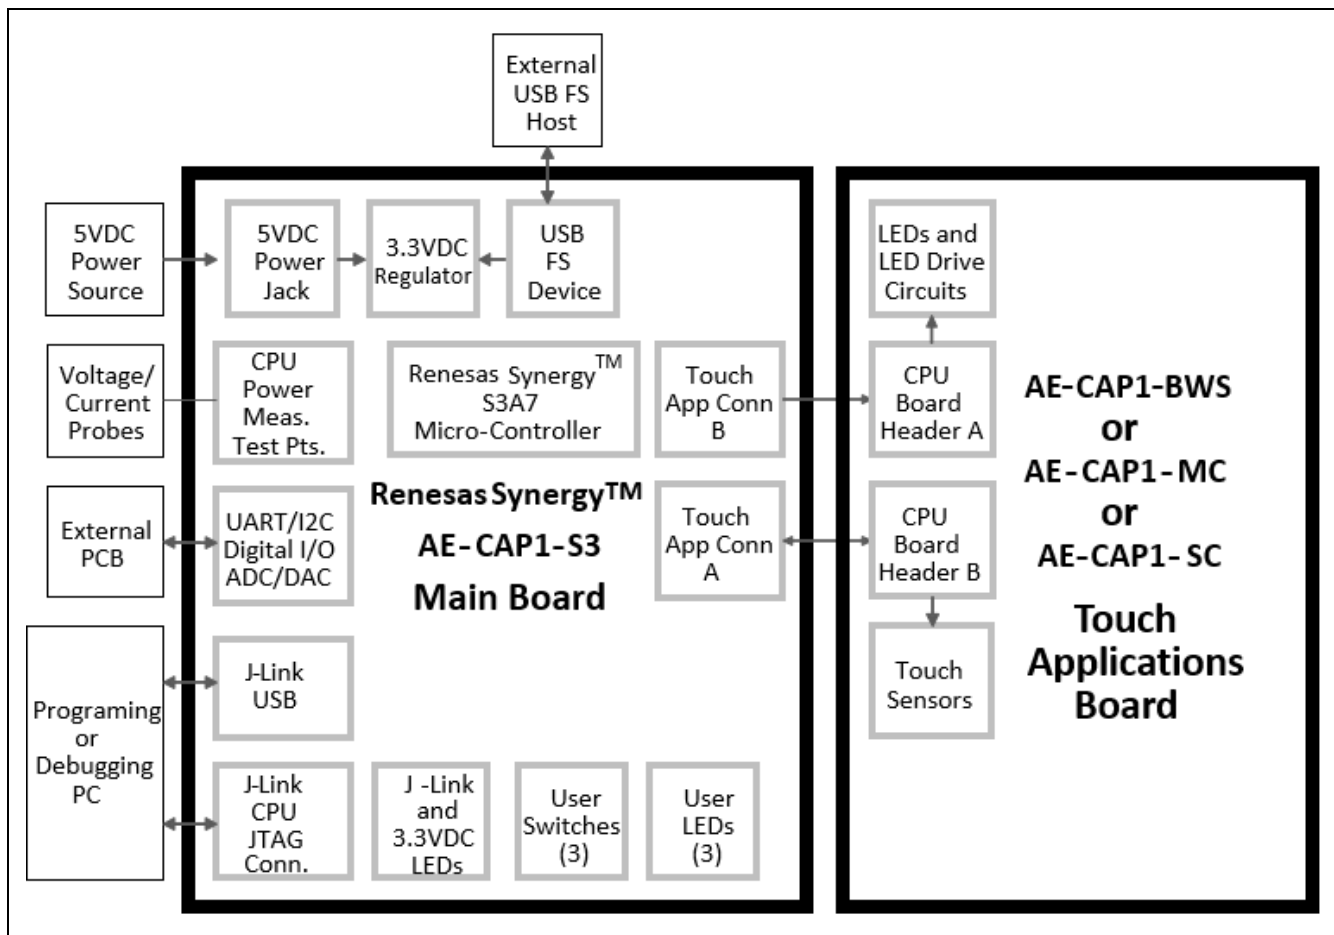 External
USB FS
Host
5VDC
Power
Source
5VDC
Power
Jack
3.3VDC
Regulator
USB
FS
Device
LEDs and
LED Drive
Circuits
Voltage/
Current
Probes
CPU
Power
Meas.
Test Pts.
Renesas Synergy™
S3A7
Micro-Controller
Touch
App Conn
B
CPU
Board
Header A
External
PCB
UART/I2C
Digital I/O
ADC/DAC
Renesas Synergy™
AE-CAP1-S3
Main Board
Touch
App Conn
A
CPU
Board
Header B
AE-CAP1-BWS
or
AE-CAP1-MC
or
AE-CAP1-SC
Touch
Applications
Board
Programing
or
Debugging
PC
J-Link
USB
Touch
Sensors
J-Link
CPU
JTAG
Conn.
J -Link
and
3.3VDC
LEDs
User
Switches
(3)
User
LEDs
(3)